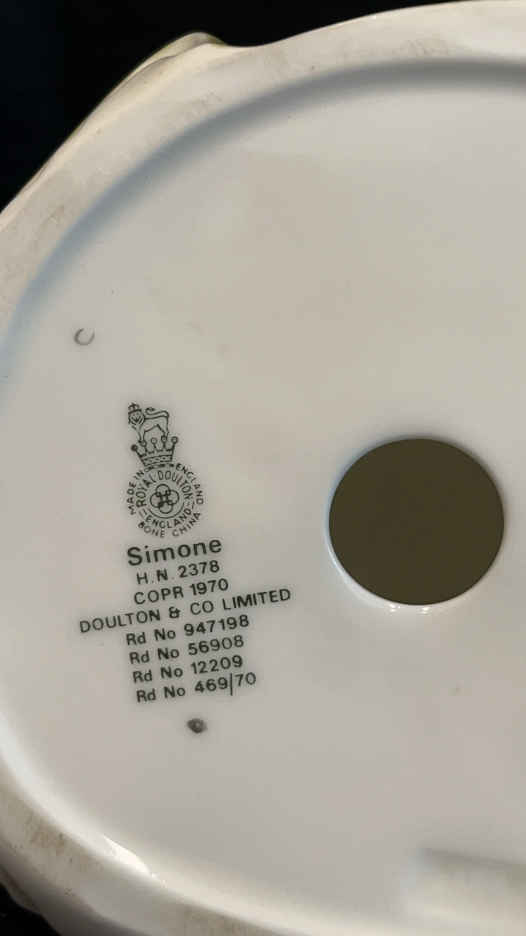 C
MADE IN ENGLAND
ROYAL DOULTON
ENGLAND
BONE CHINA
Simone
H.N. 2378
COPR 1970
DOULTON & CO LIMITED
Rd No 947198
Rd No 56908
Rd No 12209
Rd No 469/70